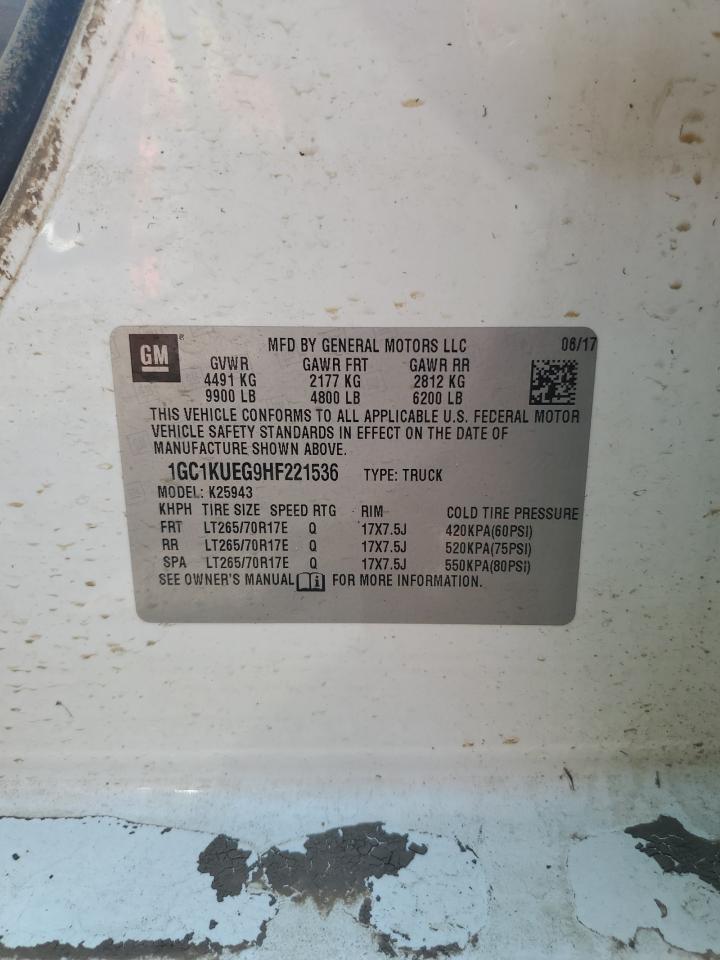 GM
MFD BY GENERAL MOTORS LLC 06/17
GVWR GAWR FRT GAWR RR
4491 KG 2177 KG 2812 KG
9900 LB 4800 LB 6200 LB
THIS VEHICLE CONFORMS TO ALL APPLICABLE U.S. FEDERAL MOTOR
VEHICLE SAFETY STANDARDS IN EFFECT ON THE DATE OF
MANUFACTURE SHOWN ABOVE.
1GC1KUEG9HF221536 TYPE: TRUCK
MODEL: K25943
KHPH TIRE SIZE SPEED RTG RIM COLD TIRE PRESSURE
FRT LT265/70R17E Q 17X7.5J 420KPA(60PSI)
RR LT265/70R17E Q 17X7.5J 520KPA(75PSI)
SPA LT265/70R17E Q 17X7.5J 550KPA(80PSI)
SEE OWNER'S MANUAL FOR MORE INFORMATION.